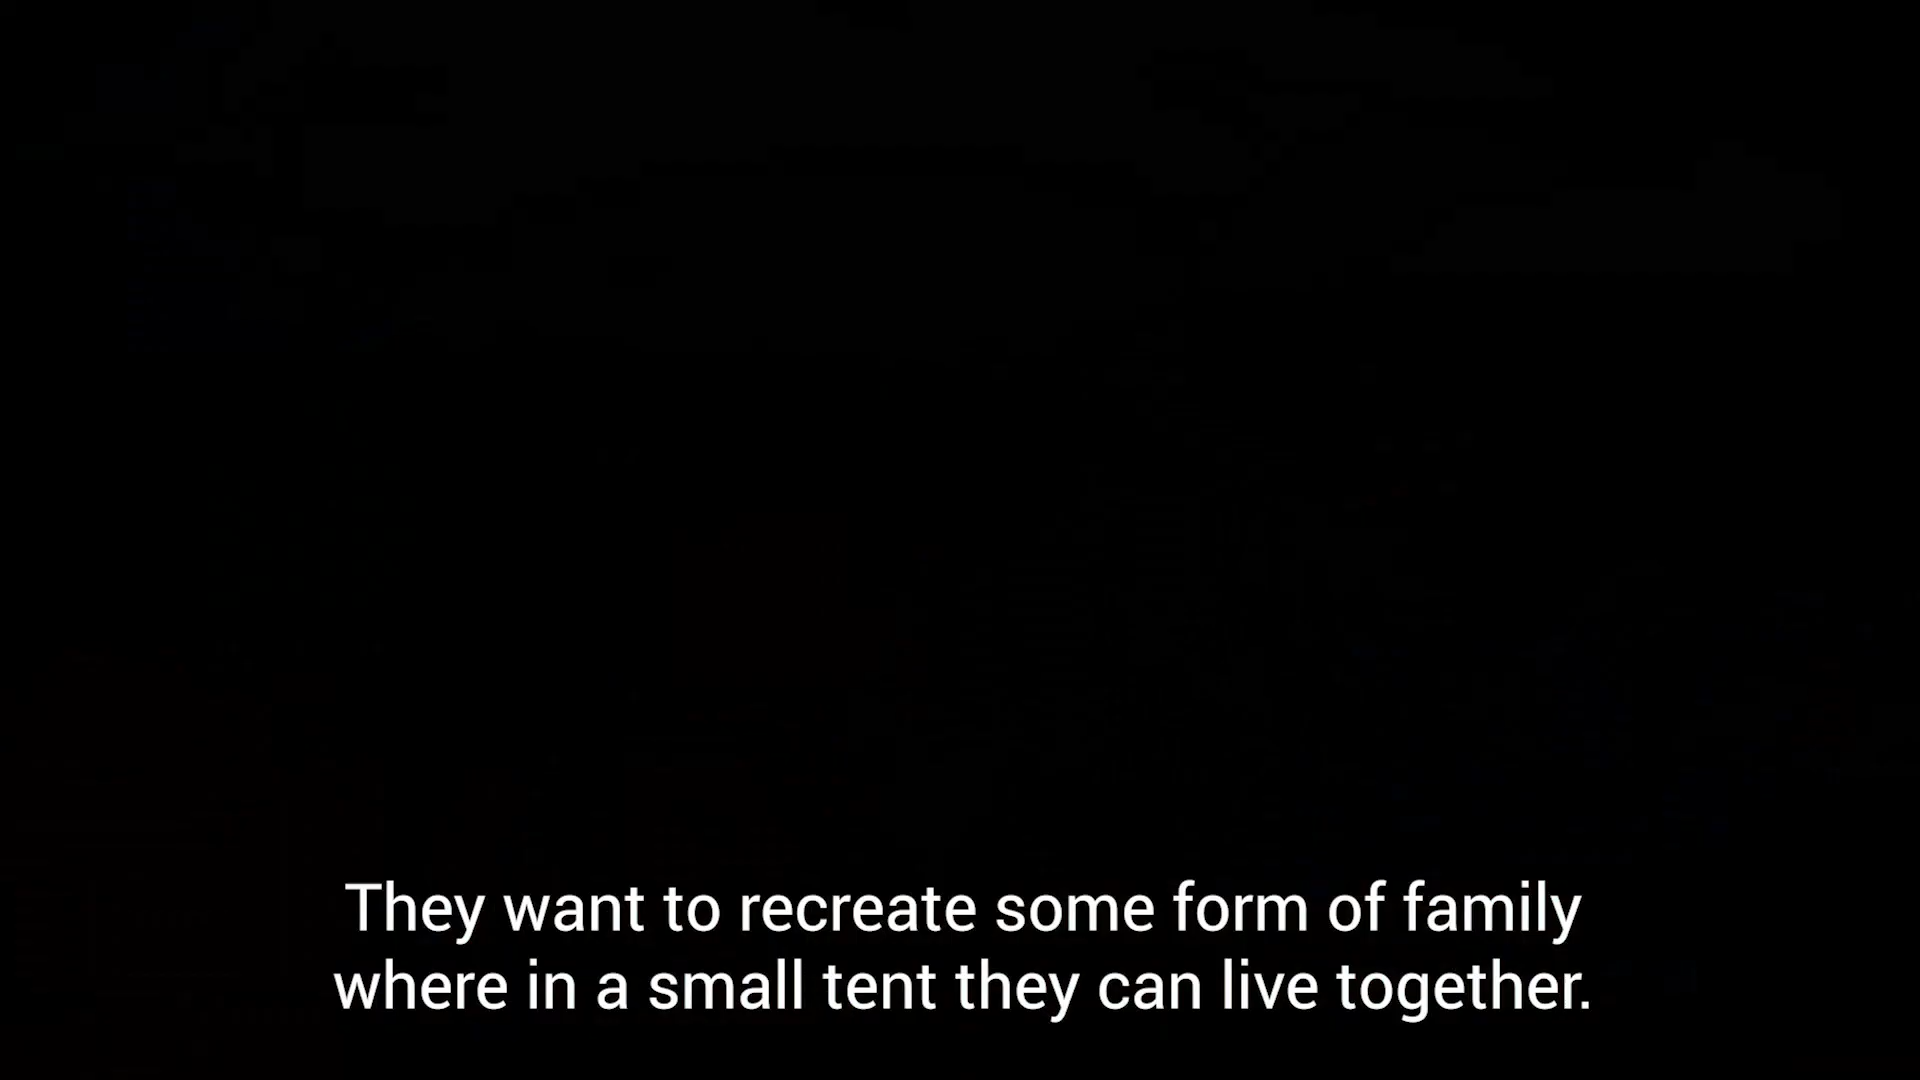 They want to recreate some form of family
where in a small tent they can live together.